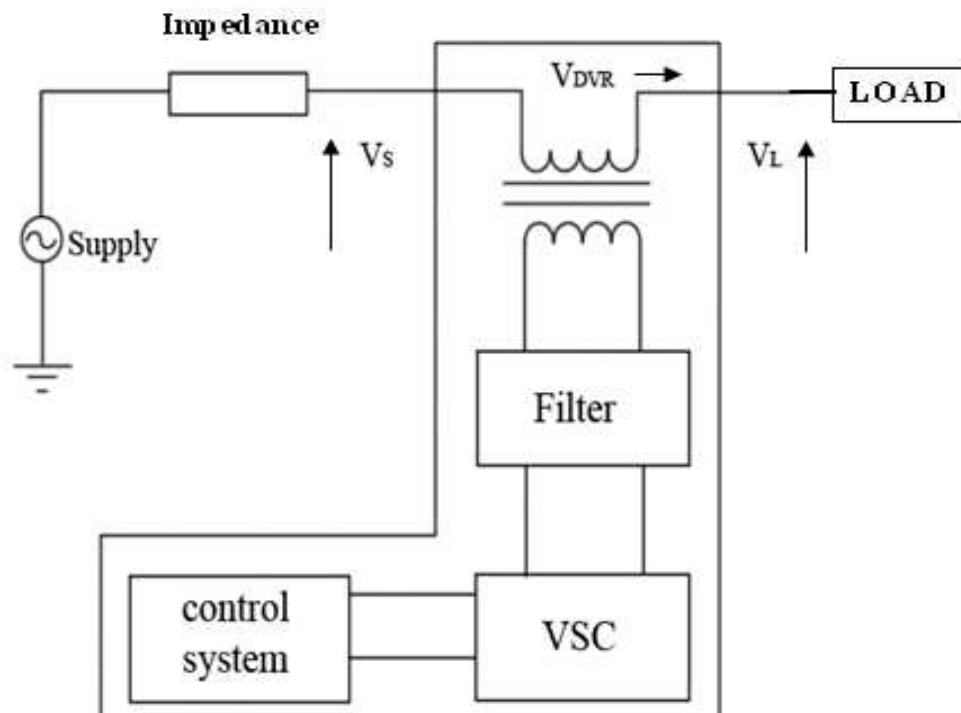 Impedance
VDVR
LOAD
VS
VL
Supply
Filter
control
system
VSC